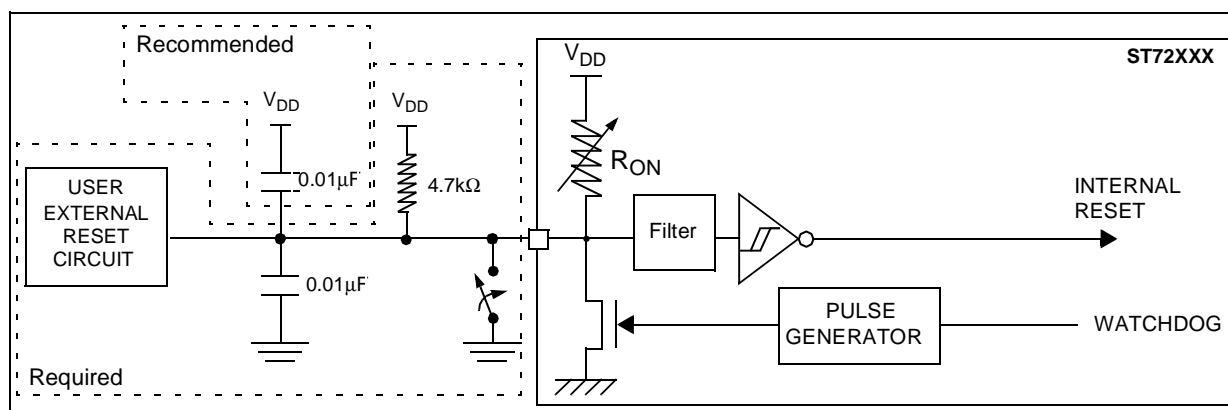 Recommended
ST72XXX
VDD
VDD
VDD
0.01μF
4.7kΩ
RON
USER
EXTERNAL
RESET
CIRCUIT
Filter
INTERNAL
RESET
0.01μF
PULSE
GENERATOR
WATCHDOG
Required